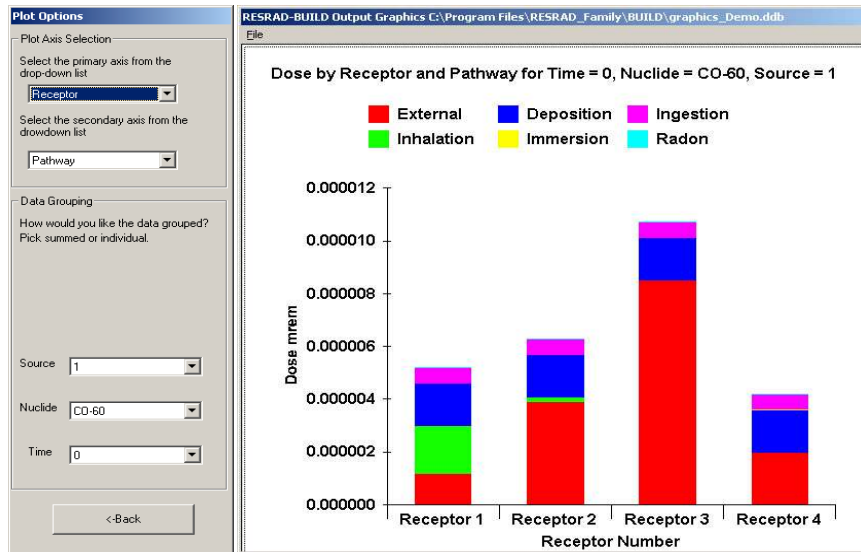 Plot Options
Plot Axis Selection
Select the primary axis from the
drop-down list
Receptor
Select the secondary axis from the
drowdown list
Pathway
Data Grouping
How would you like the data grouped?
Pick summed or individual.
Source 1
Nuclide CO-60
Time 0
<-Back
RESRAD-BUILD Output Graphics C:\Program Files\RESRAD_Family\BUILD\graphics_Demo.ddb
File
Dose by Receptor and Pathway for Time = 0, Nuclide = CO-60, Source = 1
External Deposition Ingestion
Inhalation Immersion Radon
0.000012
0.000010
0.000008
0.000006
0.000004
0.000002
0.000000
Dose mrem
Receptor 1 Receptor 2 Receptor 3 Receptor 4
Receptor Number